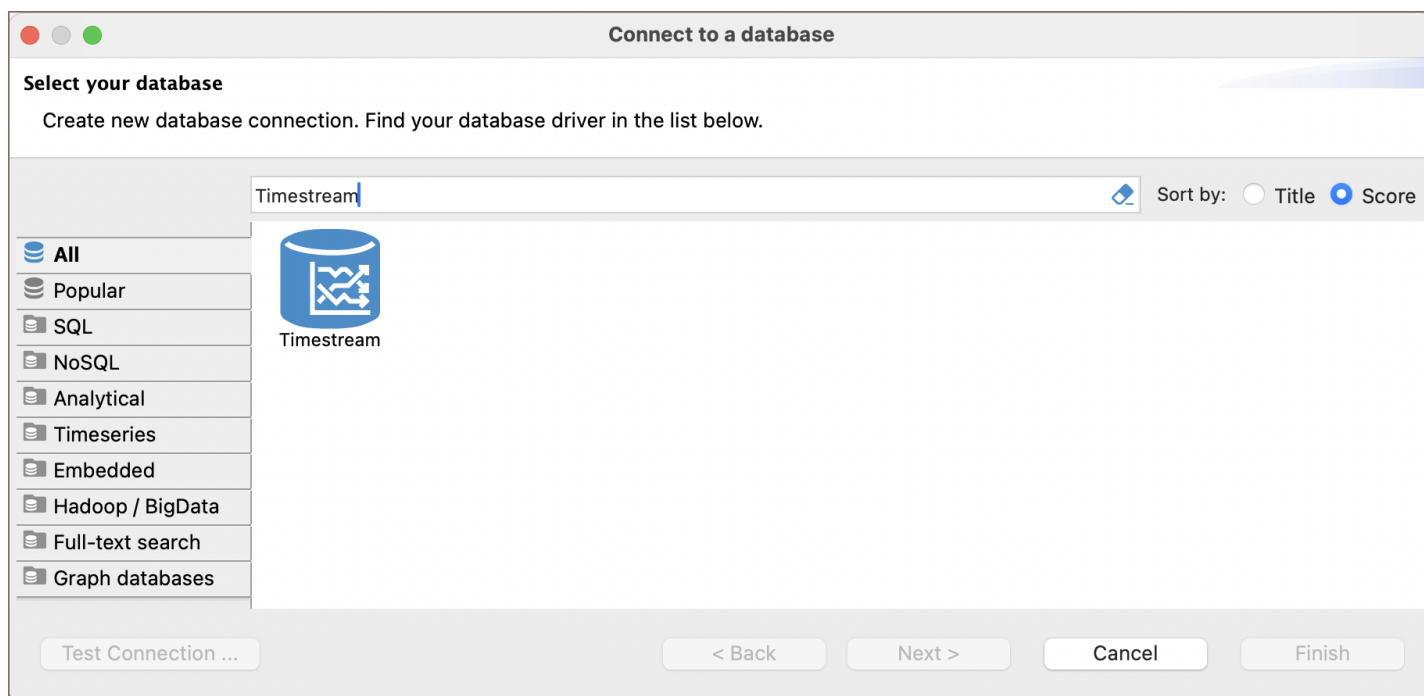 Connect to a database
Select your database
Create new database connection. Find your database driver in the list below.
Timestream
Sort by: Title Score
All
Popular
SQL
NoSQL
Analytical
Timeseries
Embedded
Hadoop / BigData
Full-text search
Graph databases
Timestream
Test Connection ... < Back Next > Cancel Finish